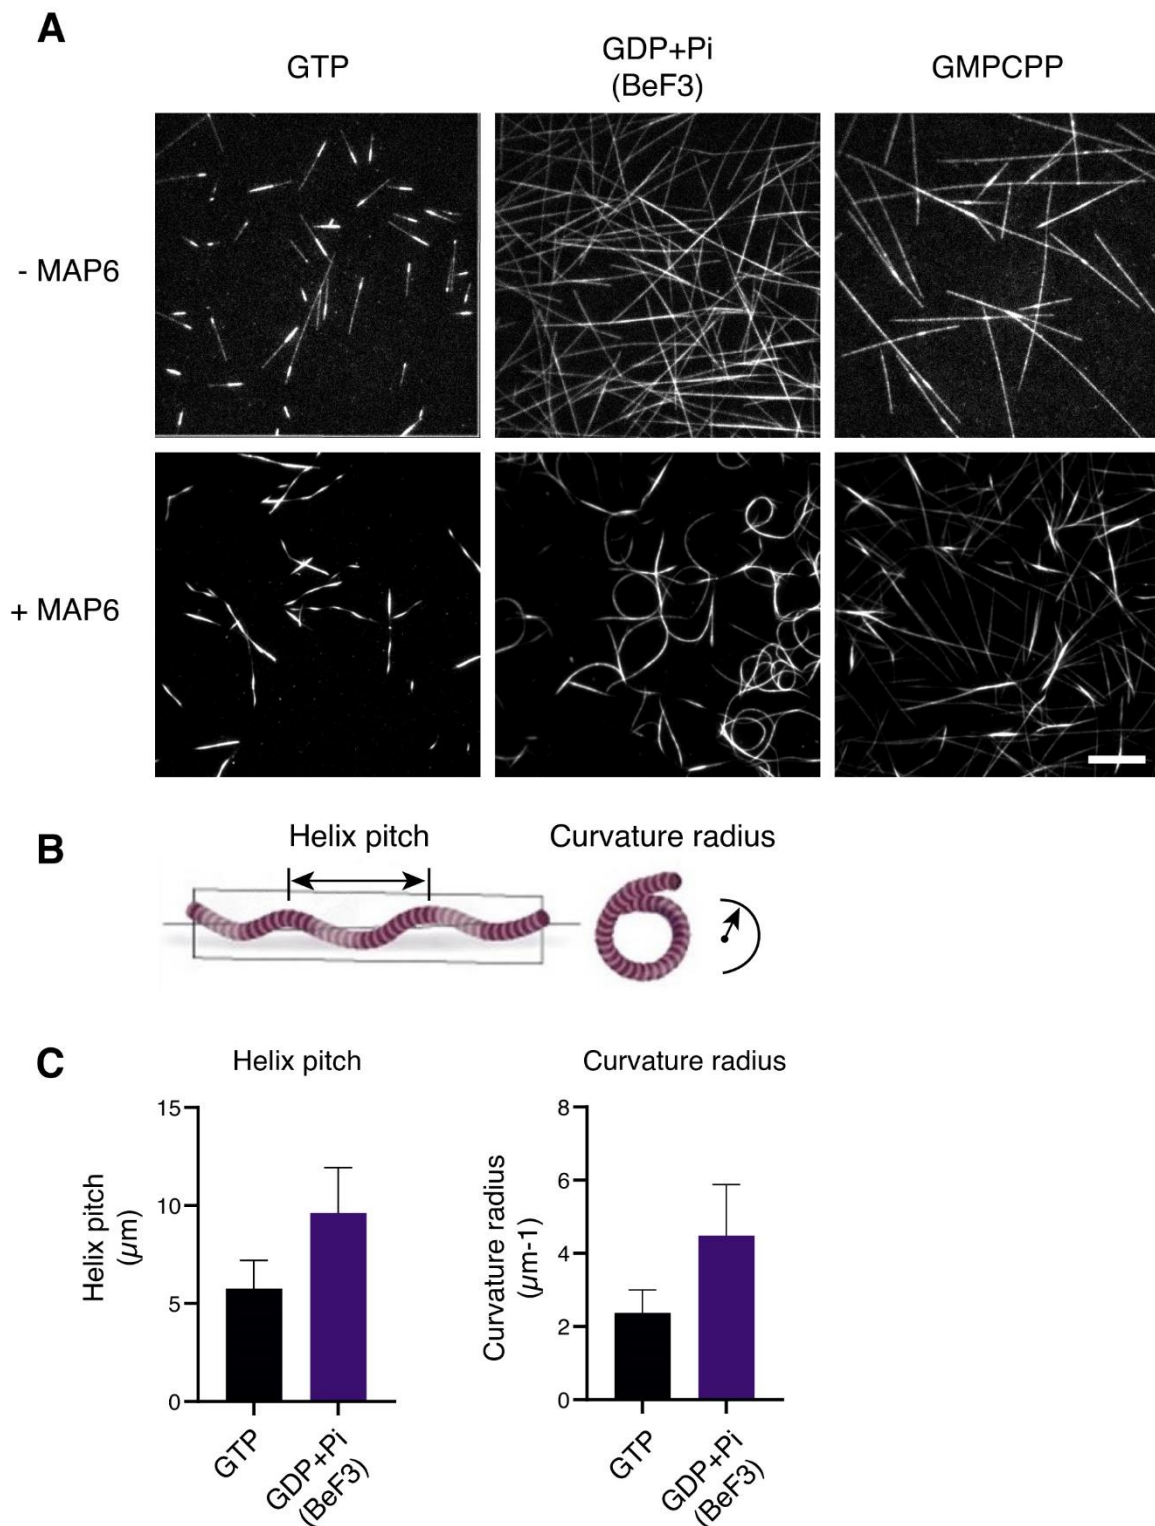 A
GTP
GDP+Pi
(BeF3)
GMPCPP
- MAP6
+ MAP6
B
Helix pitch
Curvature radius
C
Helix pitch
Helix pitch
(µm)
15
10
5
0
GTP
GDP+Pi
(BeF3)
Curvature radius
Curvature radius
(µm-1)
8
6
4
2
0
GTP
GDP+Pi
(BeF3)